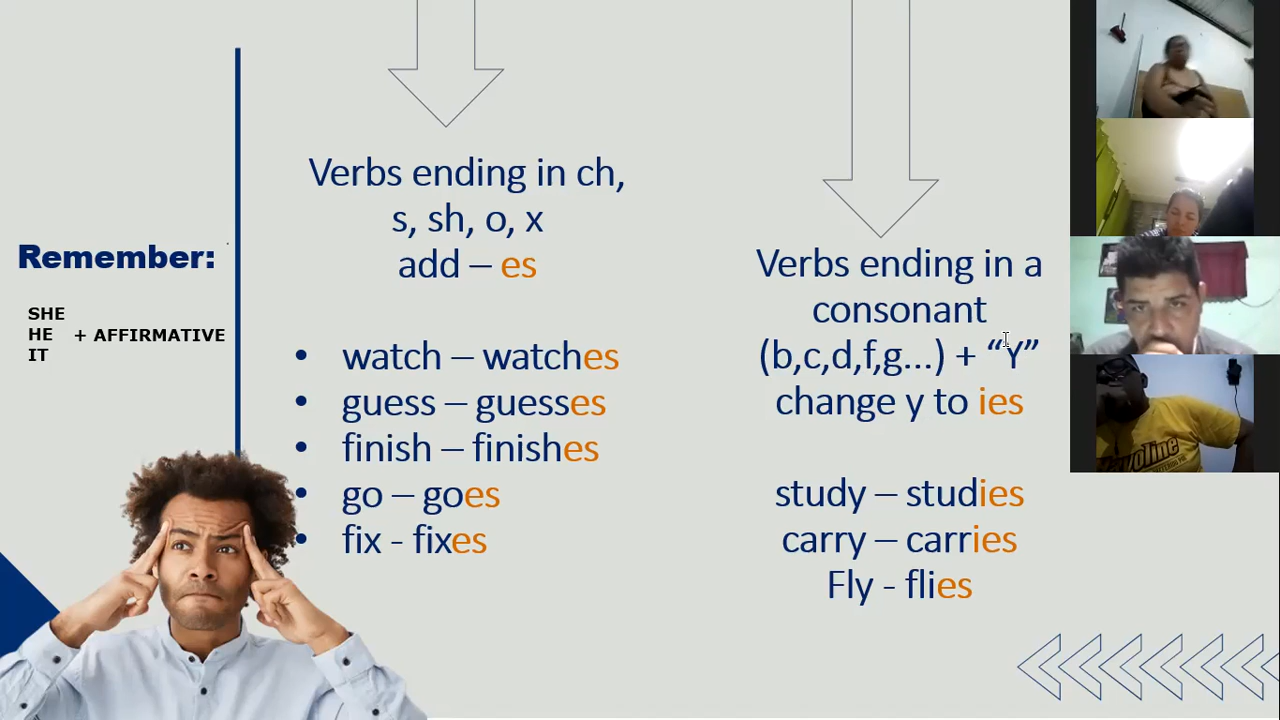 Remember:
SHE
HE + AFFIRMATIVE
IT
Verbs ending in ch,
s, sh, o, x
add – es
• watch – watches
• guess – guesses
• finish – finishes
• go – goes
• fix - fixes
Verbs ending in a
consonant
(b,c,d,f,g...) + “Y”
change y to ies
study – studies
carry – carries
Fly - flies